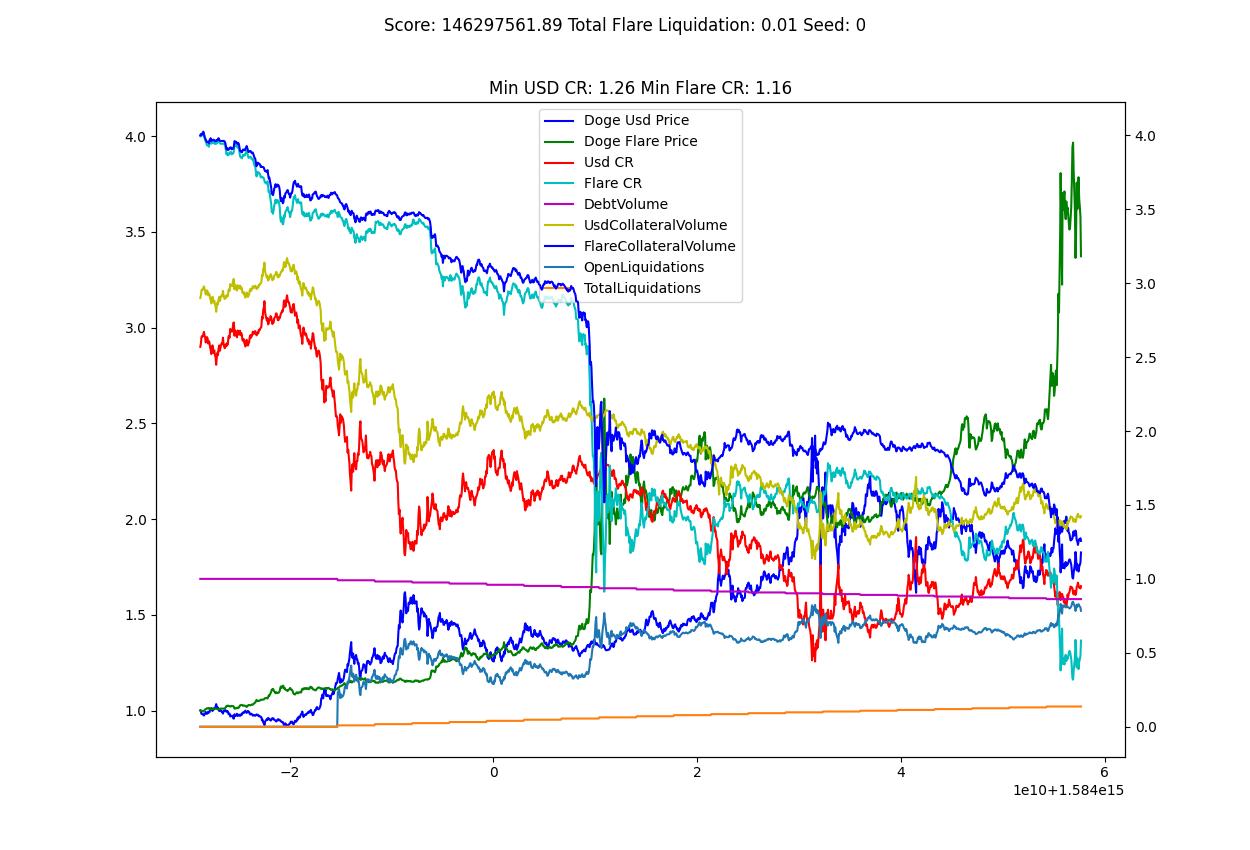 Score: 146297561.89 Total Flare Liquidation: 0.01 Seed: 0
Min USD CR: 1.26 Min Flare CR: 1.16
Doge Usd Price
Doge Flare Price
Usd CR
Flare CR
DebtVolume
UsdCollateralVolume
FlareCollateralVolume
OpenLiquidations
TotalLiquidations
4.0
3.5
3.0
2.5
2.0
1.5
1.0
4.0
3.5
3.0
2.5
2.0
1.5
1.0
0.5
0.0
−2 0 2 4 6
1e10+1.584e15